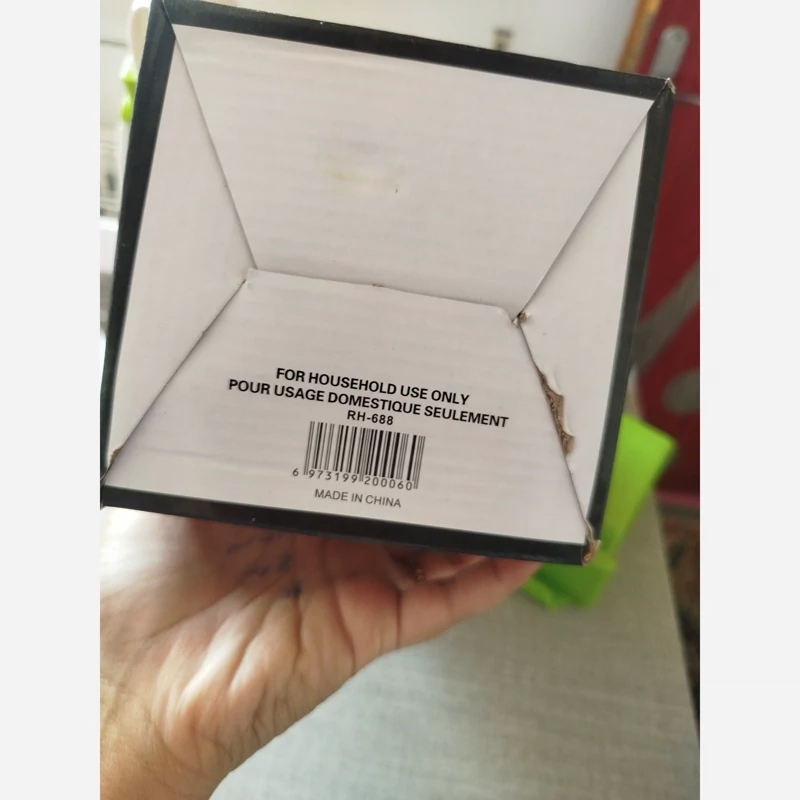 FOR HOUSEHOLD USE ONLY
POUR USAGE DOMESTIQUE SEULEMENT
RH-688
6 973199 200060
MADE IN CHINA